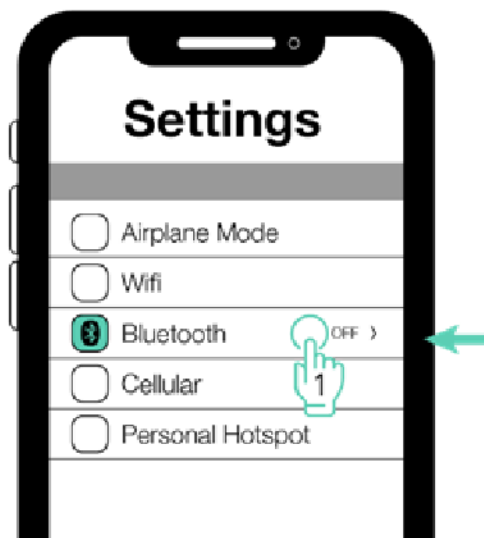 Settings
Airplane Mode
Wifi
Bluetooth OFF >
1
Cellular
Personal Hotspot